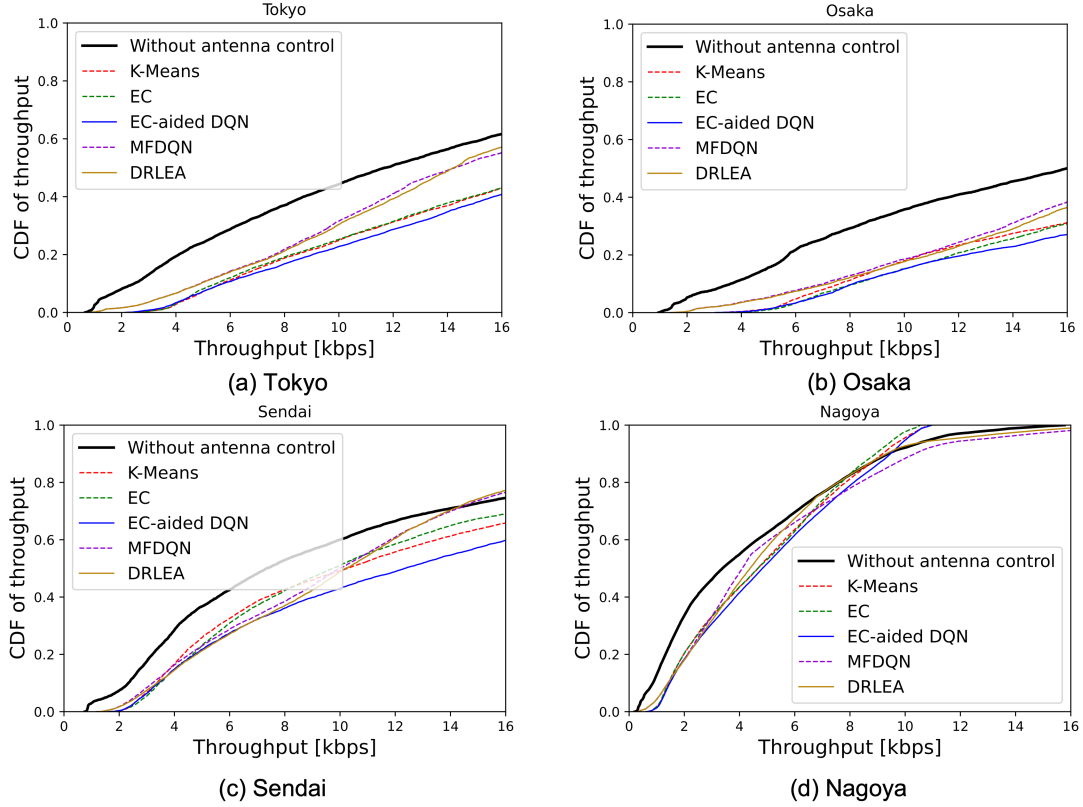 Tokyo
CDF of throughput
1.0
0.8
0.6
0.4
0.2
0.0
Without antenna control
K-Means
EC
EC-aided DQN
MFDQN
DRLEA
0 2 4 6 8 10 12 14 16
Throughput [kbps]
(a) Tokyo
Osaka
CDF of throughput
1.0
0.8
0.6
0.4
0.2
0.0
Without antenna control
K-Means
EC
EC-aided DQN
MFDQN
DRLEA
0 2 4 6 8 10 12 14 16
Throughput [kbps]
(b) Osaka
Sendai
CDF of throughput
1.0
0.8
0.6
0.4
0.2
0.0
Without antenna control
K-Means
EC
EC-aided DQN
MFDQN
DRLEA
0 2 4 6 8 10 12 14 16
Throughput [kbps]
(c) Sendai
Nagoya
CDF of throughput
1.0
0.8
0.6
0.4
0.2
0.0
Without antenna control
K-Means
EC
EC-aided DQN
MFDQN
DRLEA
0 2 4 6 8 10 12 14 16
Throughput [kbps]
(d) Nagoya